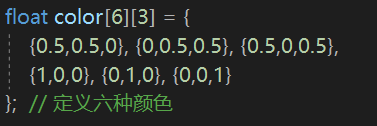 float color[6][3] = {
{0.5,0.5,0}, {0,0.5,0.5}, {0.5,0,0.5},
{1,0,0}, {0,1,0}, {0,0,1}
}; // 定义六种颜色